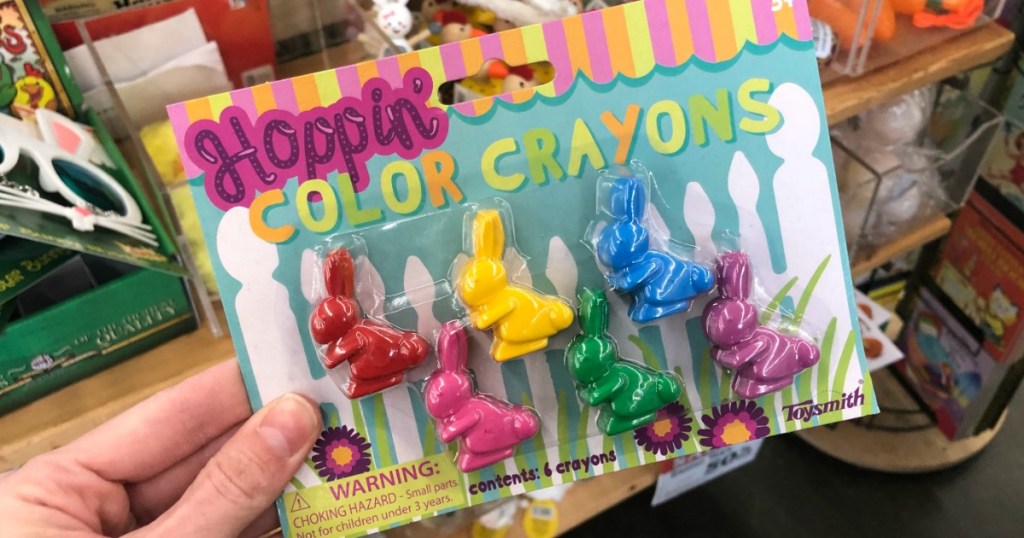 Hoppin'
COLOR CRAYONS
Toysmith
contents: 6 crayons
WARNING:
CHOKING HAZARD - Small parts.
Not for children under 3 years.